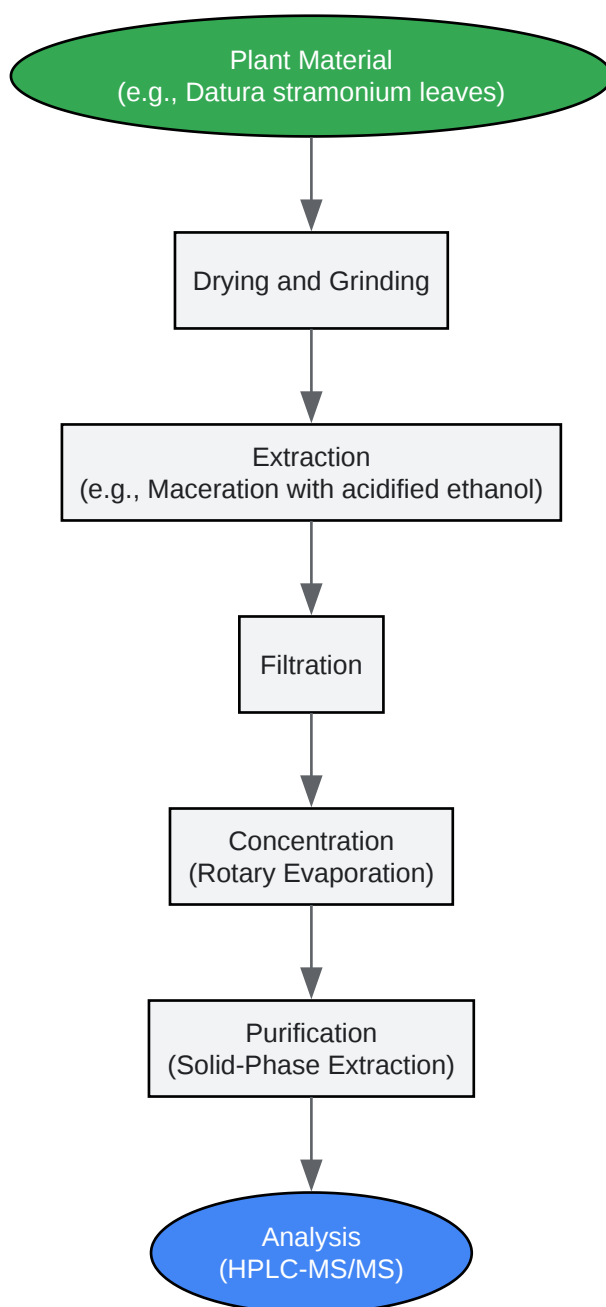 Plant Material
(e.g., Datura stramonium leaves)
Drying and Grinding
Extraction
(e.g., Maceration with acidified ethanol)
Filtration
Concentration
(Rotary Evaporation)
Purification
(Solid-Phase Extraction)
Analysis
(HPLC-MS/MS)